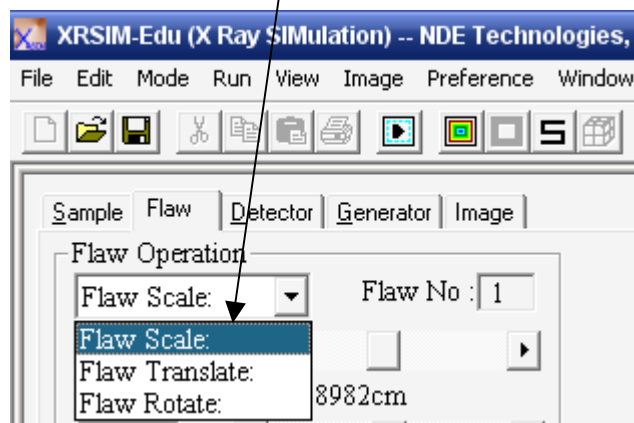 XRSIM-Edu (X Ray SIMulation) -- NDE Technologies,
File Edit Mode Run View Image Preference Window
Sample Flaw Detector Generator Image
Flaw Operation
Flaw Scale: Flaw No : 1
Flaw Scale:
Flaw Translate:
8982cm
Flaw Rotate: